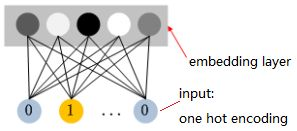 embedding layer
0 1 ... 0
input:
one hot encoding